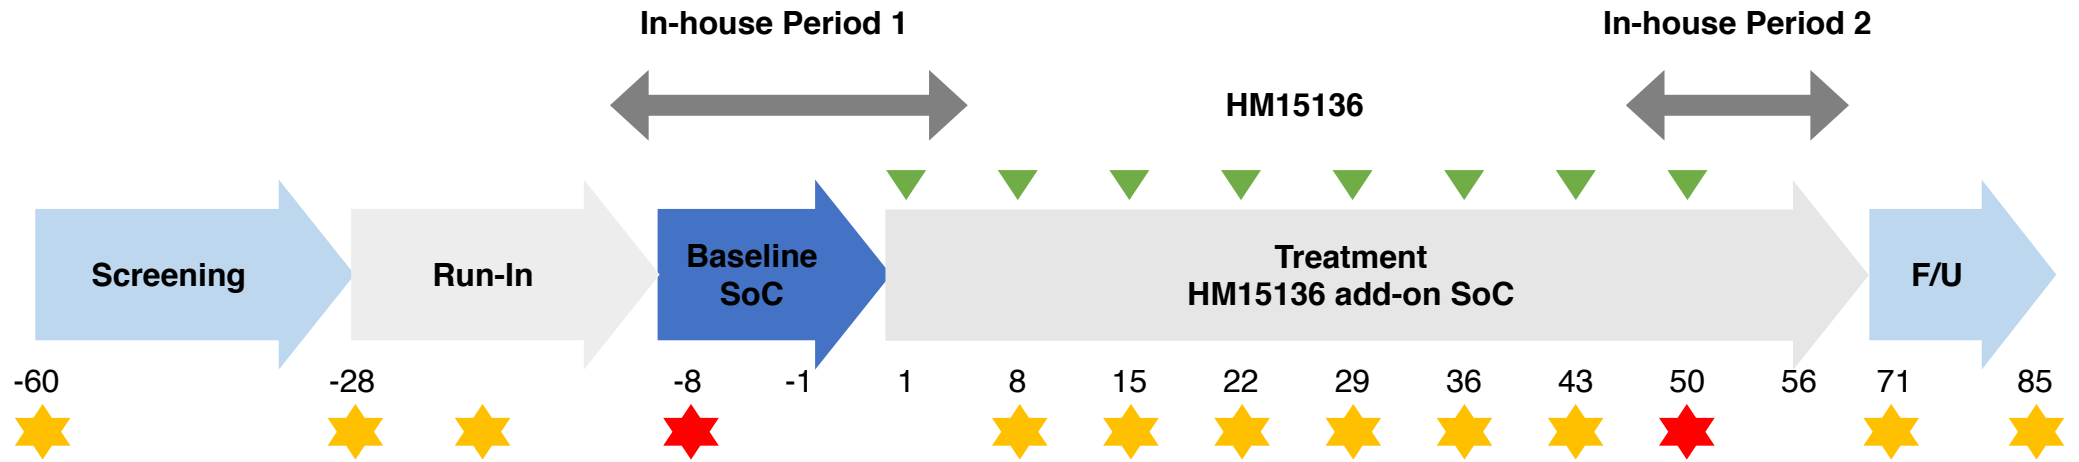 In-house Period 1
In-house Period 2
HM15136
Screening
Run-In
Baseline
SoC
Treatment
HM15136 add-on SoC
F/U
-60 -28 -8 -1 1 8 15 22 29 36 43 50 56 71 85